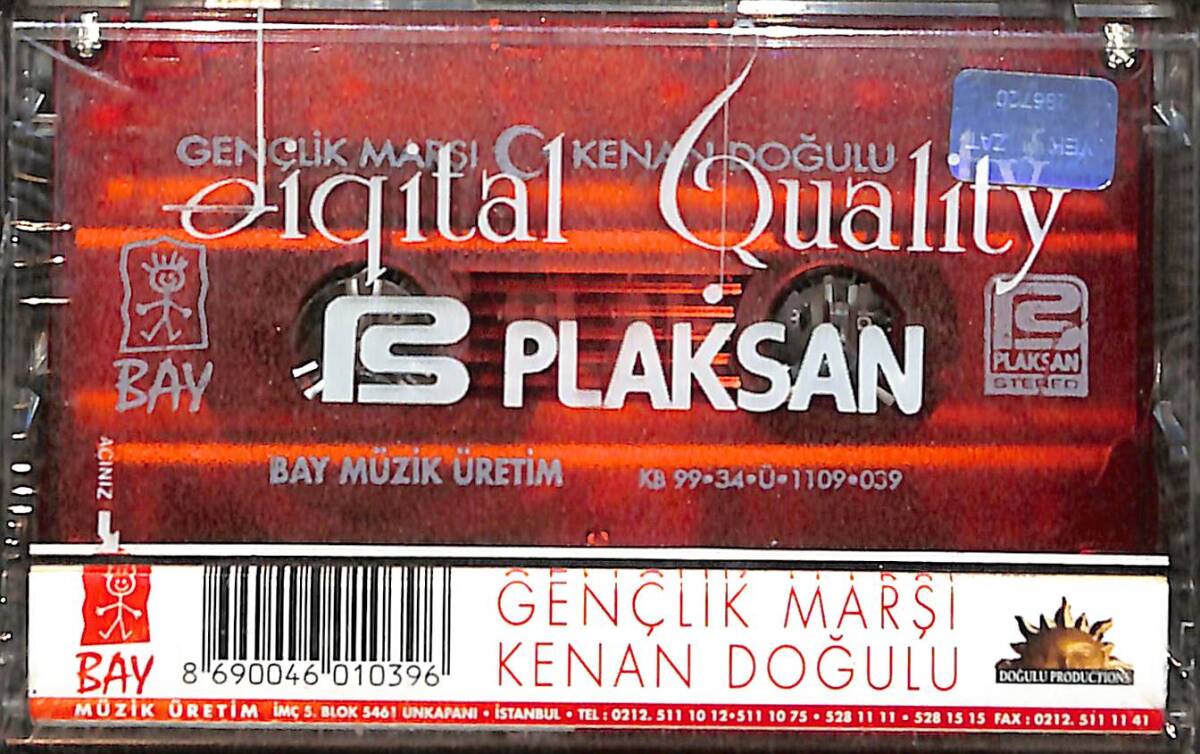 GENÇLİK MARŞI KENAN DOĞULU
Digital Quality
BAY
PLAKSAN
PLAKSAN
STEREO
AÇINIZ
BAY MÜZİK ÜRETİM KB 99•34•Ü•1109•039
BAY
8 690046 010396
GENÇLİK MARŞI
KENAN DOĞULU
DOĞULU PRODUCTIONS
MÜZİK ÜRETİM İMÇ 5. BLOK 5461 UNKAPANI • İSTANBUL • TEL : 0212. 511 10 12•511 10 75 • 528 11 11 • 528 15 15 FAX : 0212. 511 11 41